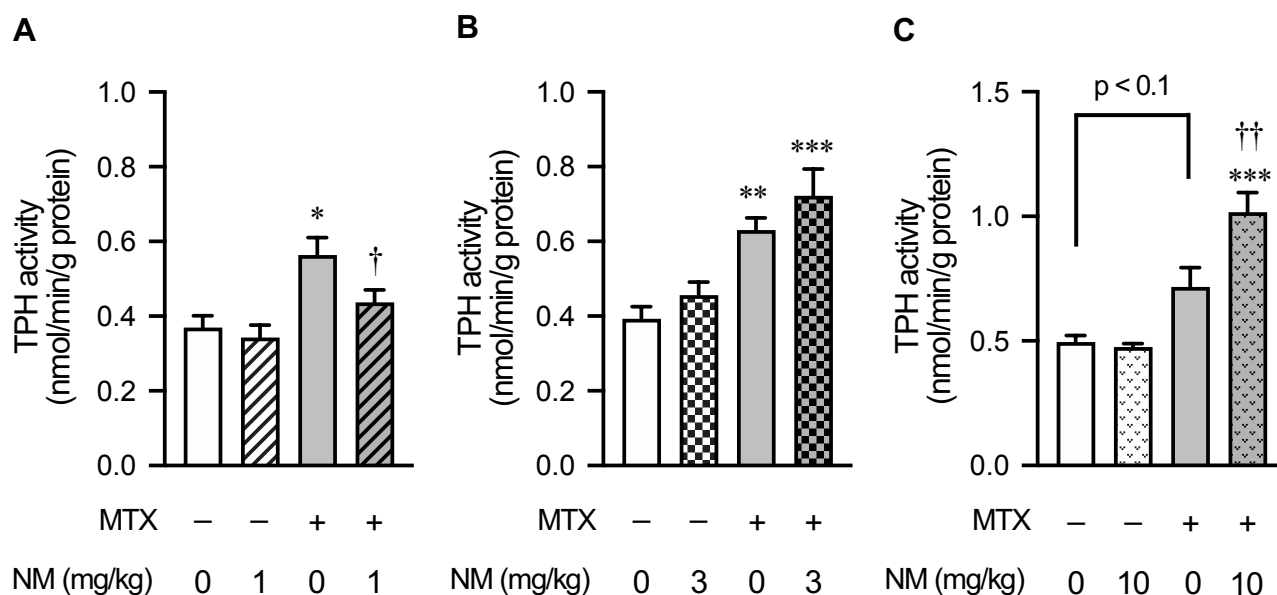 A
TPH activity
(nmol/min/g protein)
1.0
0.8
0.6
0.4
0.2
0.0
*
†
MTX – – + +
NM (mg/kg) 0 1 0 1
B
TPH activity
(nmol/min/g protein)
1.0
0.8
0.6
0.4
0.2
0.0
**
***
MTX – – + +
NM (mg/kg) 0 3 0 3
C
TPH activity
(nmol/min/g protein)
1.5
1.0
0.5
0.0
p < 0.1
††
***
MTX – – + +
NM (mg/kg) 0 10 0 10